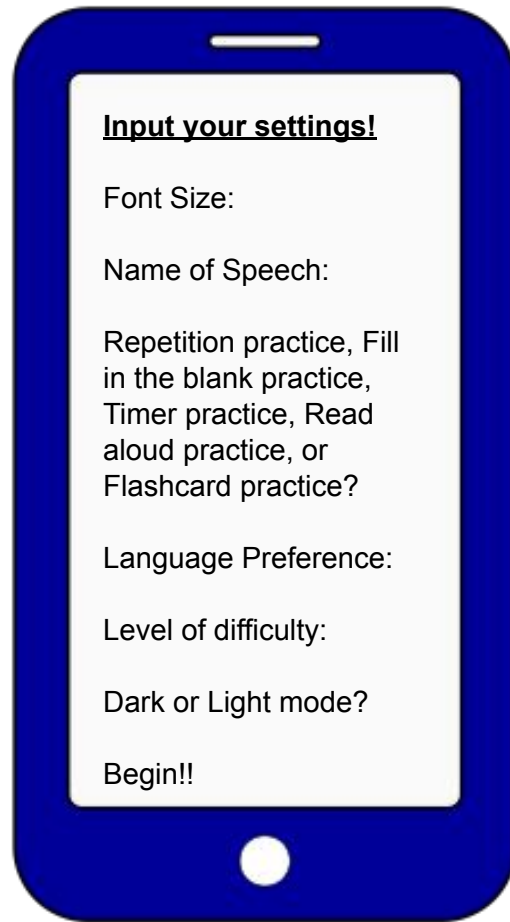 Input your settings!
Font Size:
Name of Speech:
Repetition practice, Fill
in the blank practice,
Timer practice, Read
aloud practice, or
Flashcard practice?
Language Preference:
Level of difficulty:
Dark or Light mode?
Begin!!